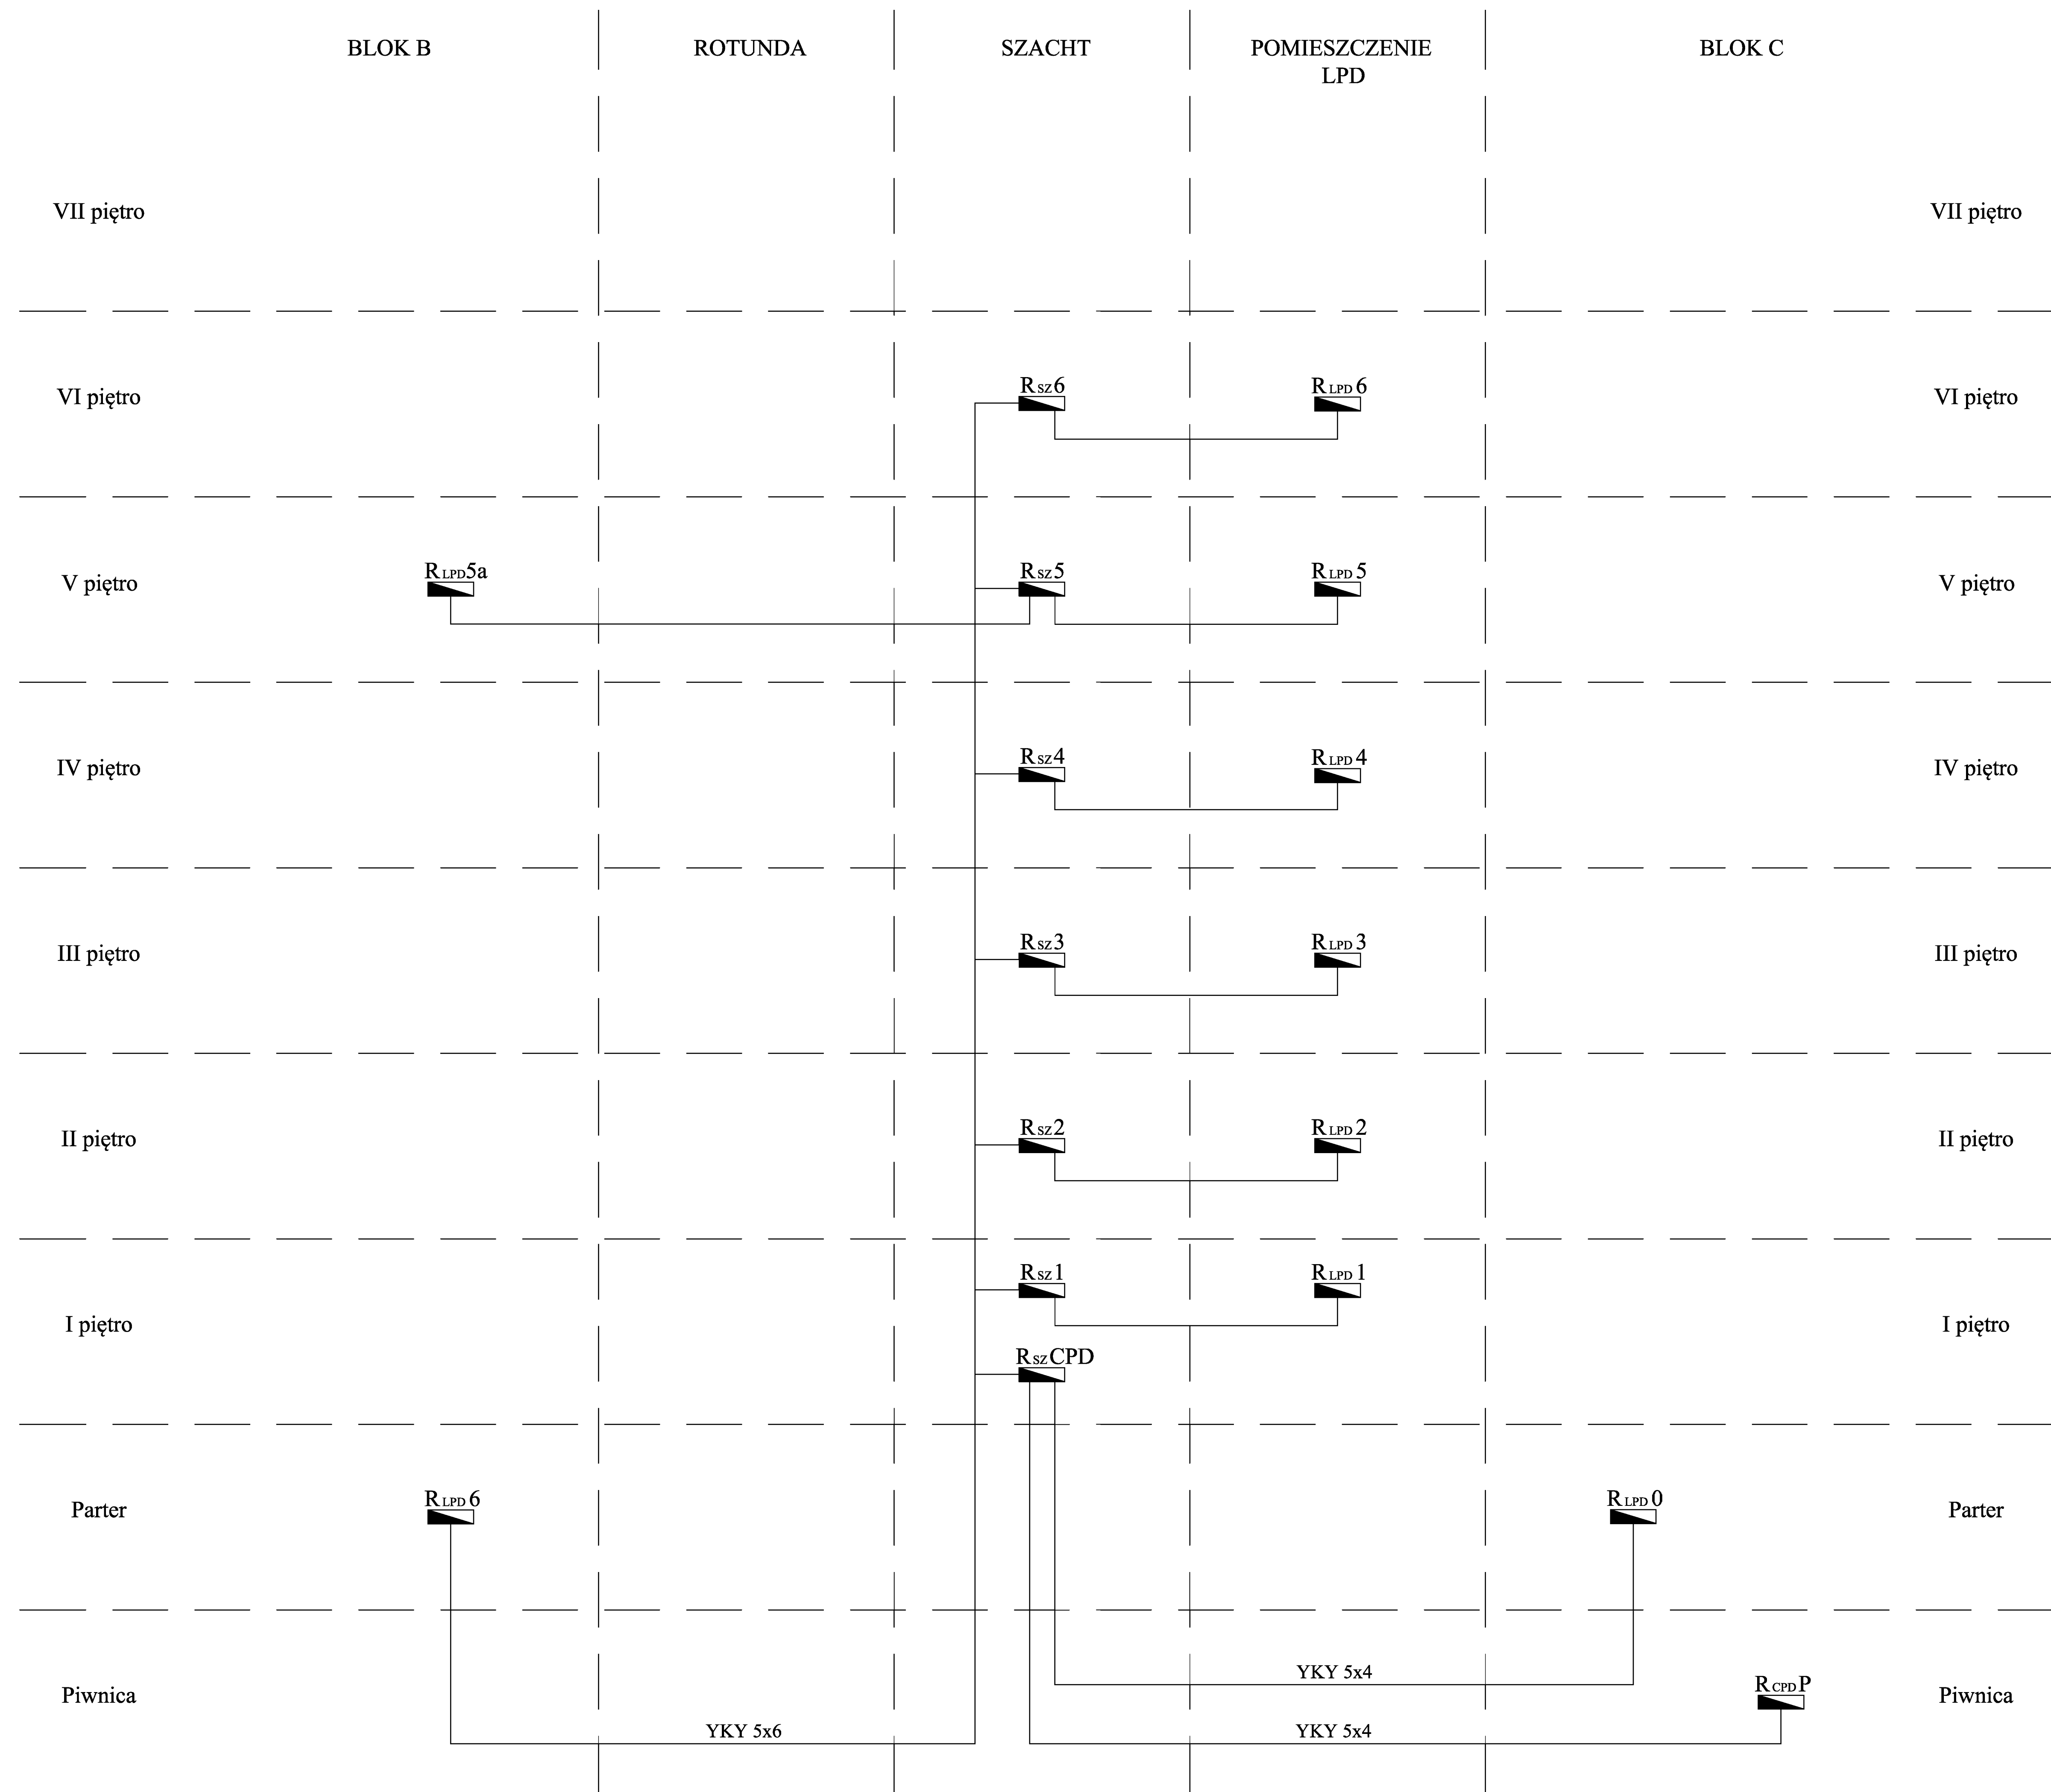 BLOK B ROTUNDA SZACHT POMIESZCZENIE BLOK C
LPD
VII piętro VII piętro
RSZ6 RLPD6
VI piętro VI piętro
RLPD5a RSZ5 RLPD5
V piętro V piętro
RSZ4 RLPD4
IV piętro IV piętro
RSZ3 RLPD3
III piętro III piętro
RSZ2 RLPD2
II piętro II piętro
RSZ1 RLPD1
I piętro I piętro
RSZCPD
RLPD6 RLPD0
Parter Parter
YKY 5x4
RCPDP
Piwnica Piwnica
YKY 5x6 YKY 5x4